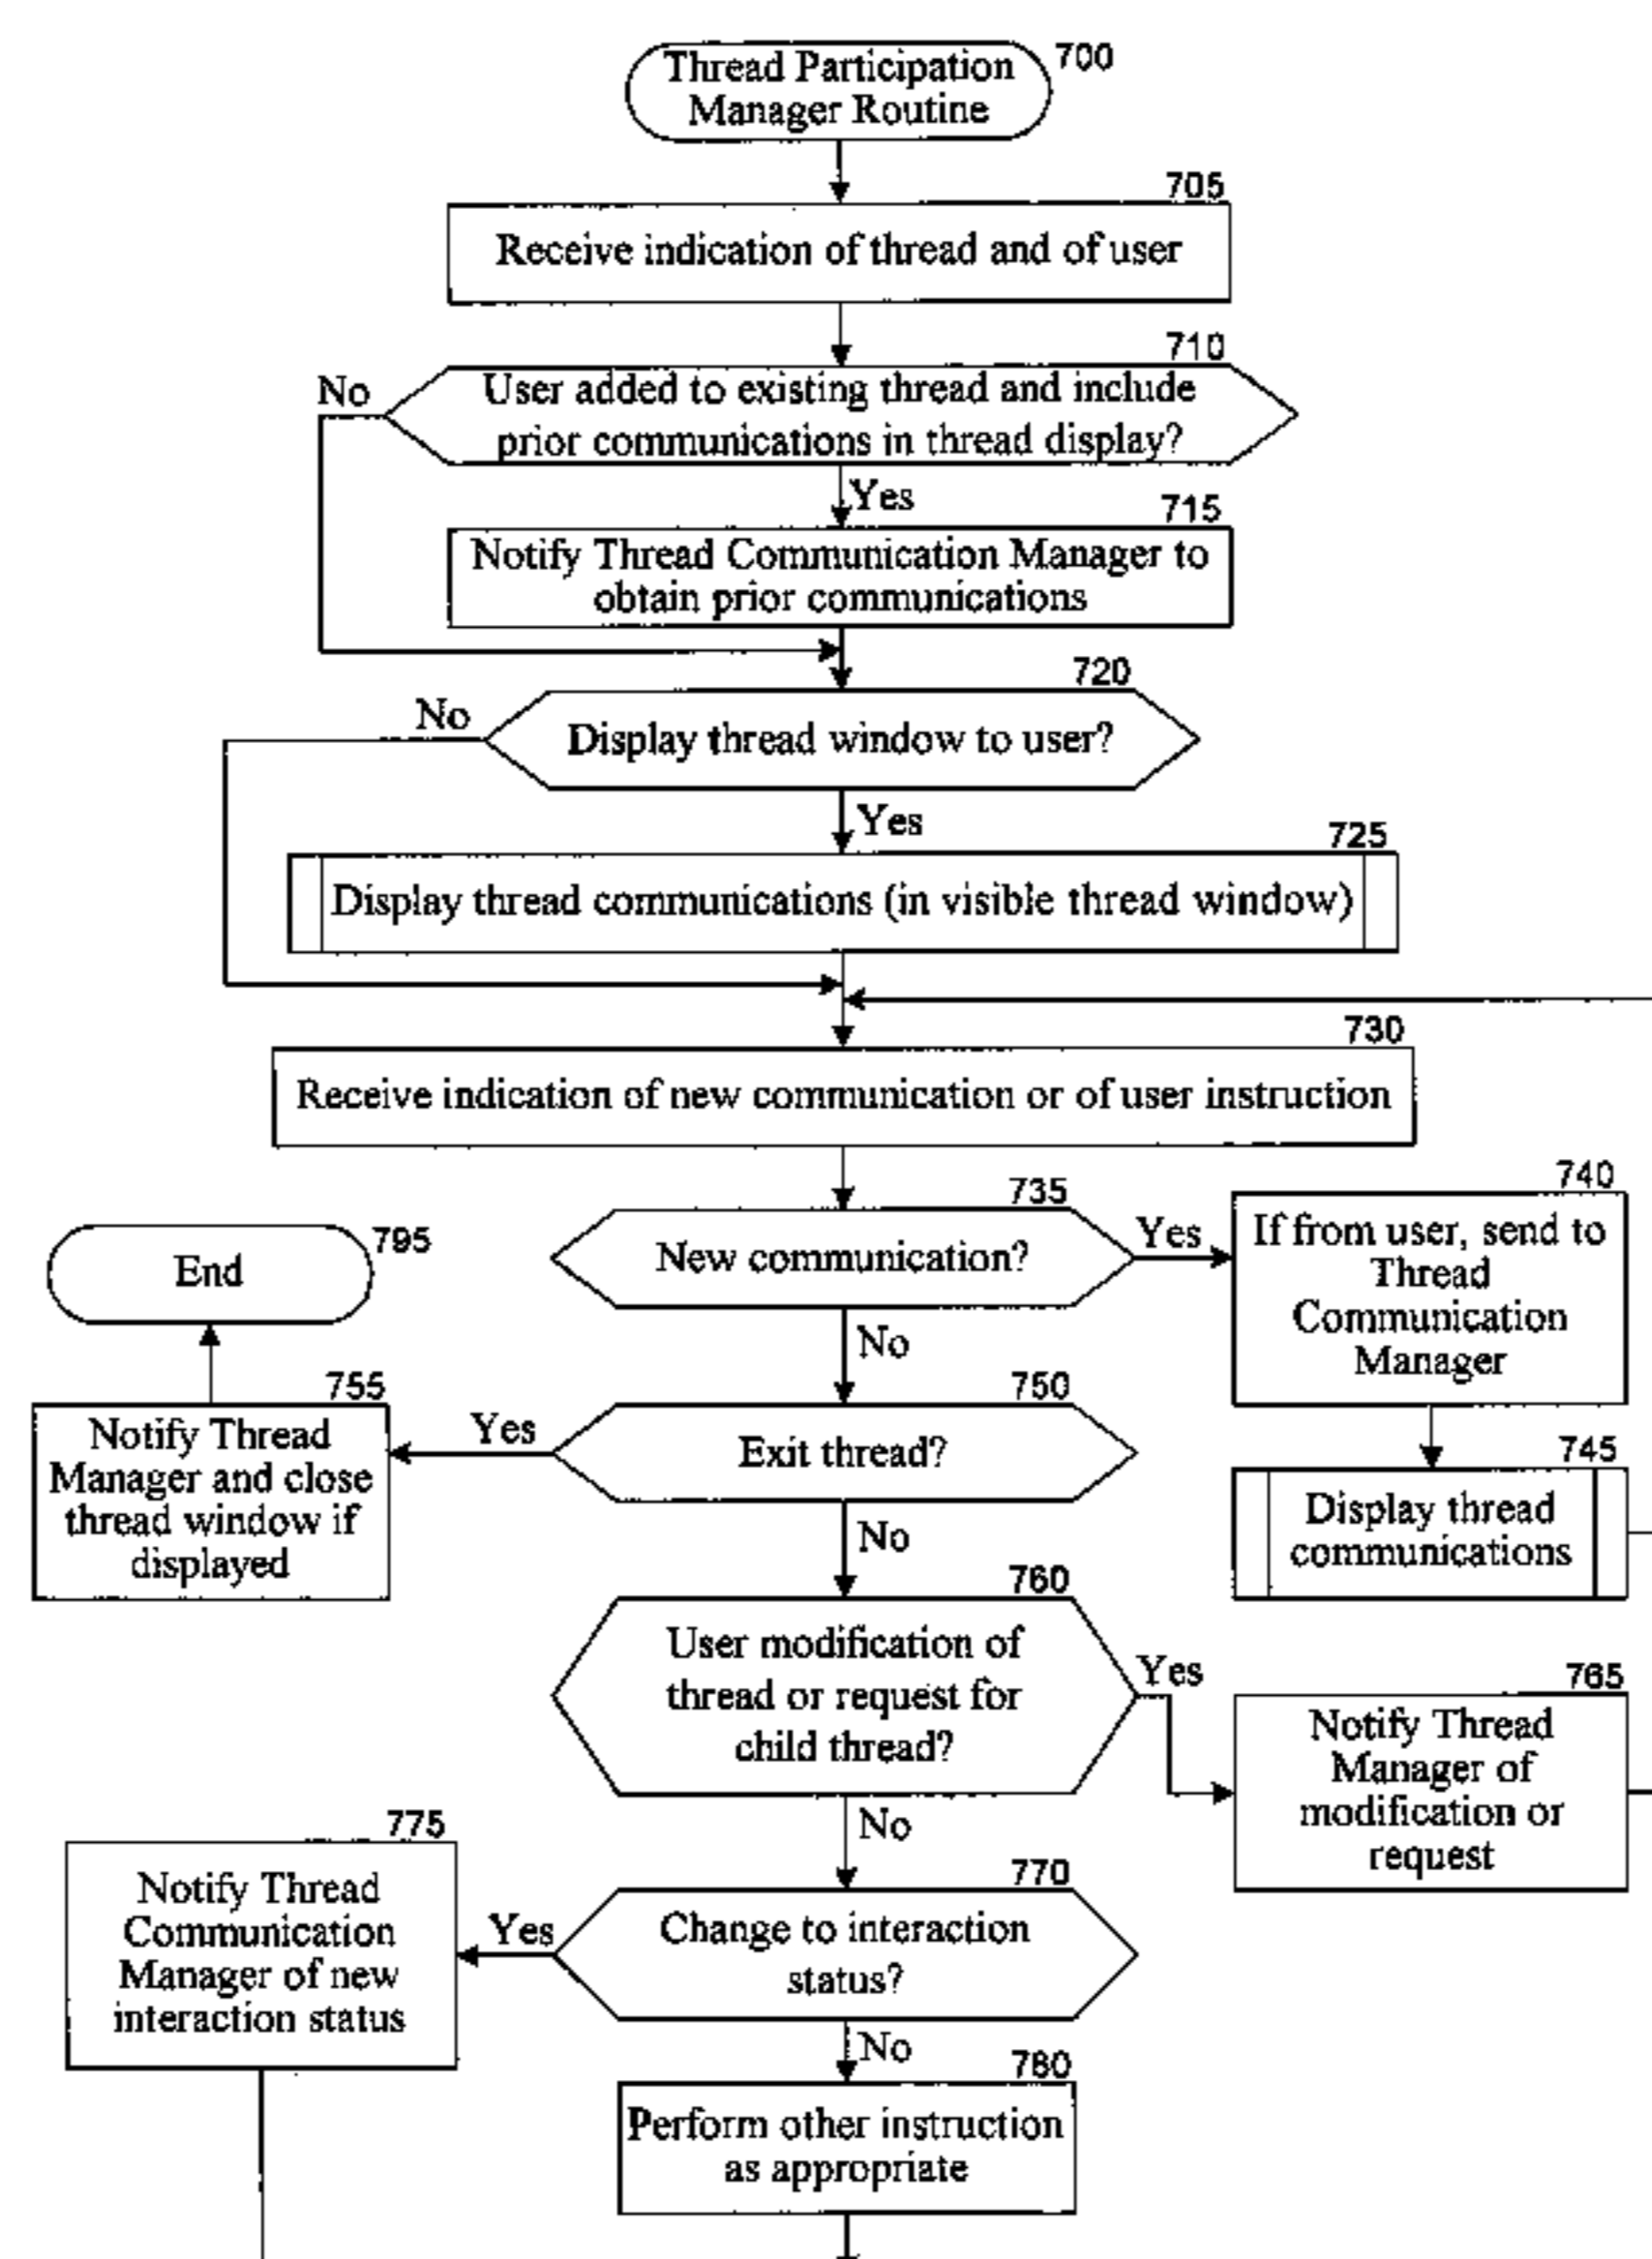 Thread Participation
Manager Routine
700
705
Receive indication of thread and of user
710
No
User added to existing thread and include
prior communications in thread display?
Yes
715
Notify Thread Communication Manager to
obtain prior communications
720
No
Display thread window to user?
Yes
725
Display thread communications (in visible thread window)
730
Receive indication of new communication or of user instruction
735
New communication?
Yes
740
If from user, send to
Thread
Communication
Manager
795
End
No
755
Notify Thread
Manager and close
thread window if
displayed
Yes
750
Exit thread?
745
Display thread
communications
No
760
User modification of
thread or request for
child thread?
Yes
765
Notify Thread
Manager of
modification or
request
No
775
Notify Thread
Communication
Manager of new
interaction status
Yes
770
Change to interaction
status?
No
780
Perform other instruction
as appropriate